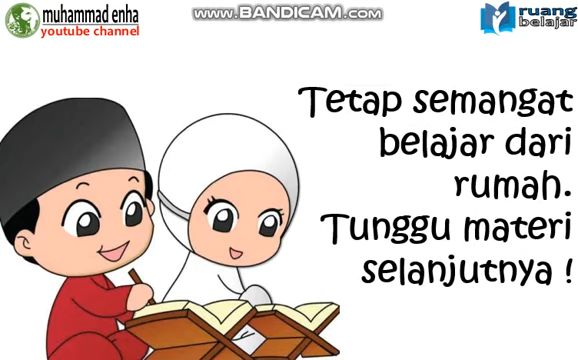 muhammad enha
youtube channel
www.BANDICAM.com
ruang
belajar
Tetap semangat
belajar dari
rumah.
Tunggu materi
selanjutnya !